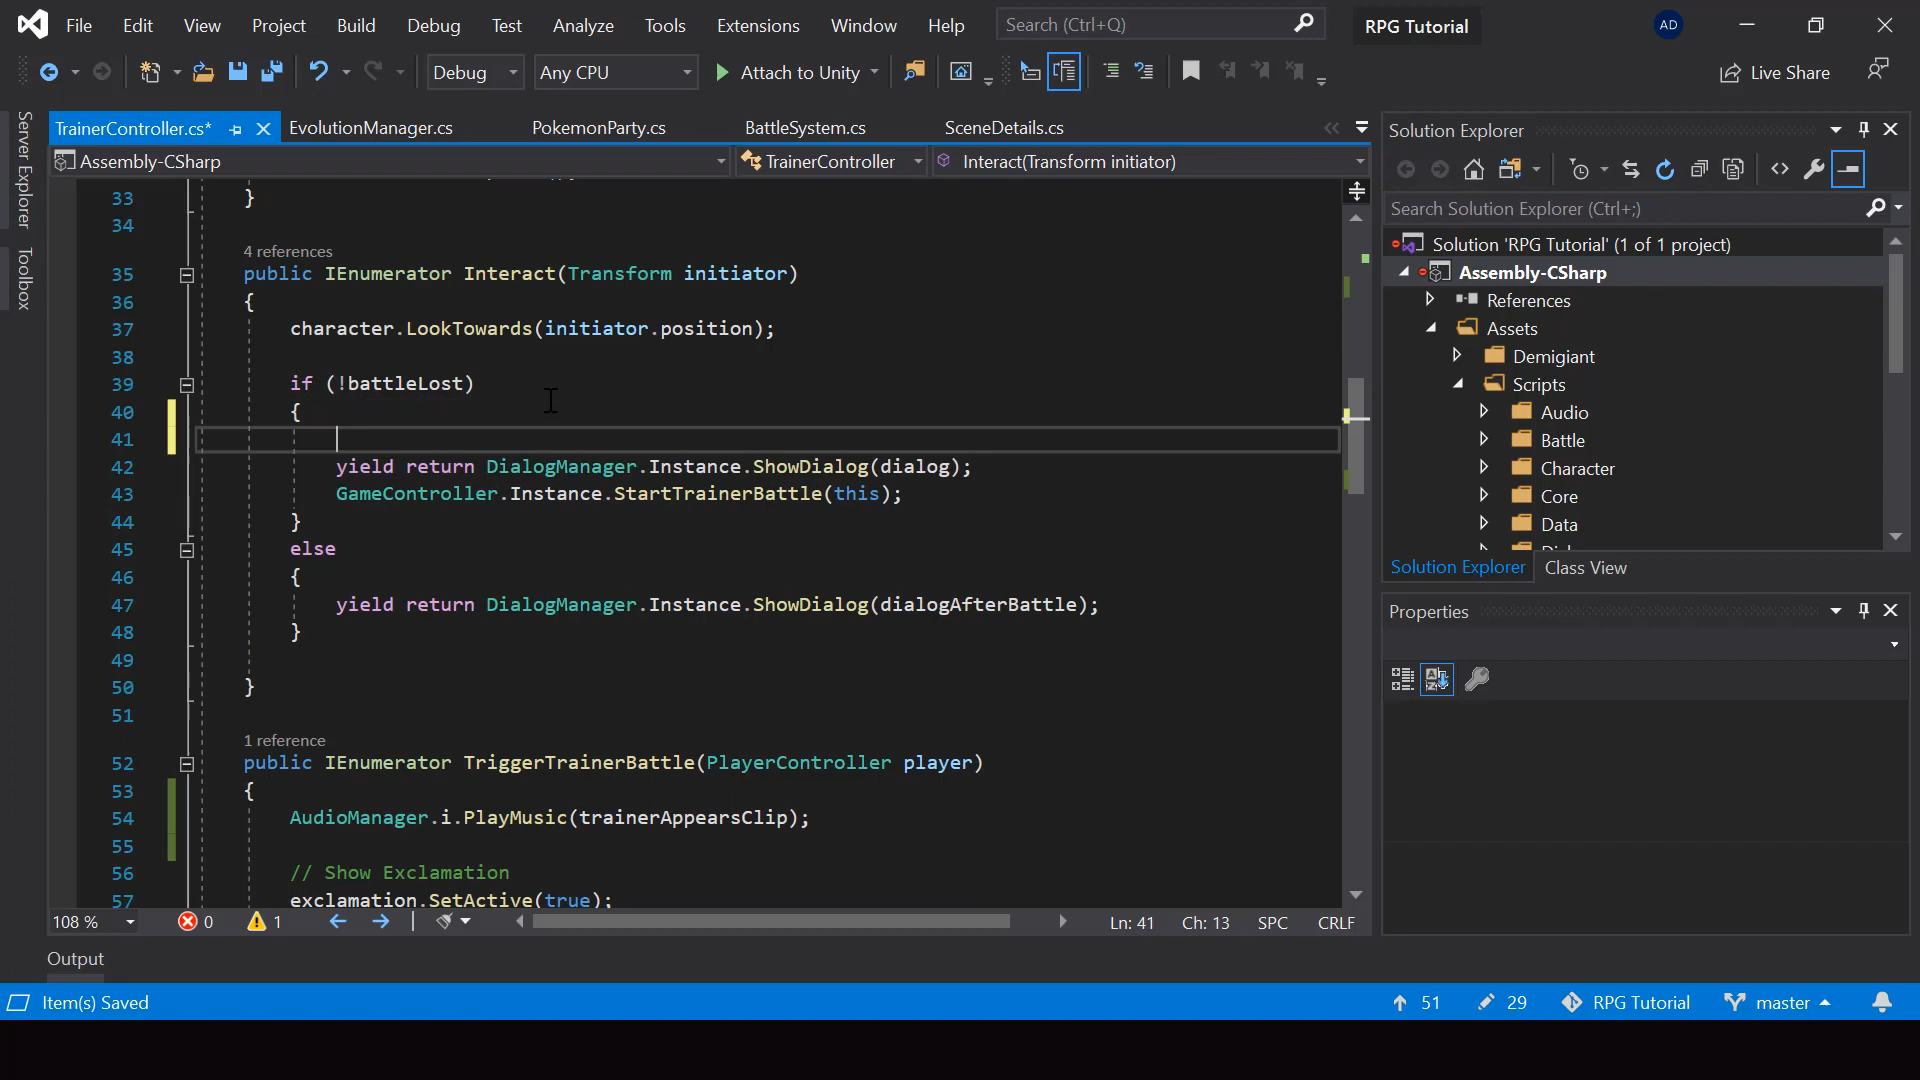 File Edit View Project Build Debug Test Analyze Tools Extensions Window Help Search (Ctrl+Q) RPG Tutorial AD
Debug Any CPU Attach to Unity Live Share
Server Explorer
Toolbox
TrainerController.cs* EvolutionManager.cs PokemonParty.cs BattleSystem.cs SceneDetails.cs
Assembly-CSharp TrainerController Interact(Transform initiator)
33 }
34
4 references
35 public IEnumerator Interact(Transform initiator)
36 {
37 character.LookTowards(initiator.position);
38
39 if (!battleLost)
40 {
41
42 yield return DialogManager.Instance.ShowDialog(dialog);
43 GameController.Instance.StartTrainerBattle(this);
44 }
45 else
46 {
47 yield return DialogManager.Instance.ShowDialog(dialogAfterBattle);
48 }
49
50 }
51
1 reference
52 public IEnumerator TriggerTrainerBattle(PlayerController player)
53 {
54 AudioManager.i.PlayMusic(trainerAppearsClip);
55
56 // Show Exclamation
57 exclamation.SetActive(true);
108 % 0 1 Ln: 41 Ch: 13 SPC CRLF
Output
Solution Explorer
Search Solution Explorer (Ctrl+;)
Solution 'RPG Tutorial' (1 of 1 project)
Assembly-CSharp
References
Assets
Demigiant
Scripts
Audio
Battle
Character
Core
Data
Solution Explorer Class View
Properties
Item(s) Saved 51 29 RPG Tutorial master